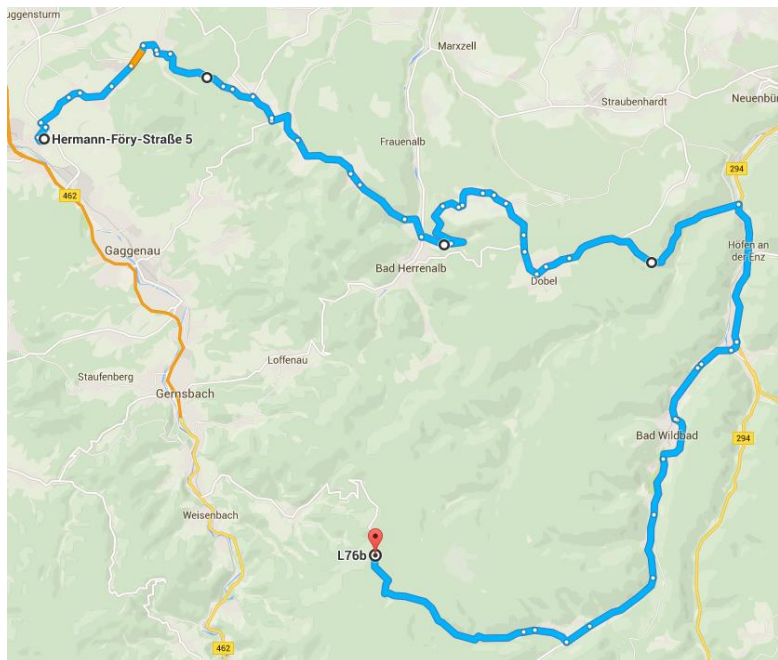 uggensturm
Marxzell
Straubenhardt
Neuenbür
Hermann-Föry-Straße 5
Frauenalb
294
462
Gaggenau
Höfen an
der Enz
Bad Herrenalb
Dobel
Loffenau
Staufenberg
Gernsbach
Bad Wildbad
294
Weisenbach
L76b
462